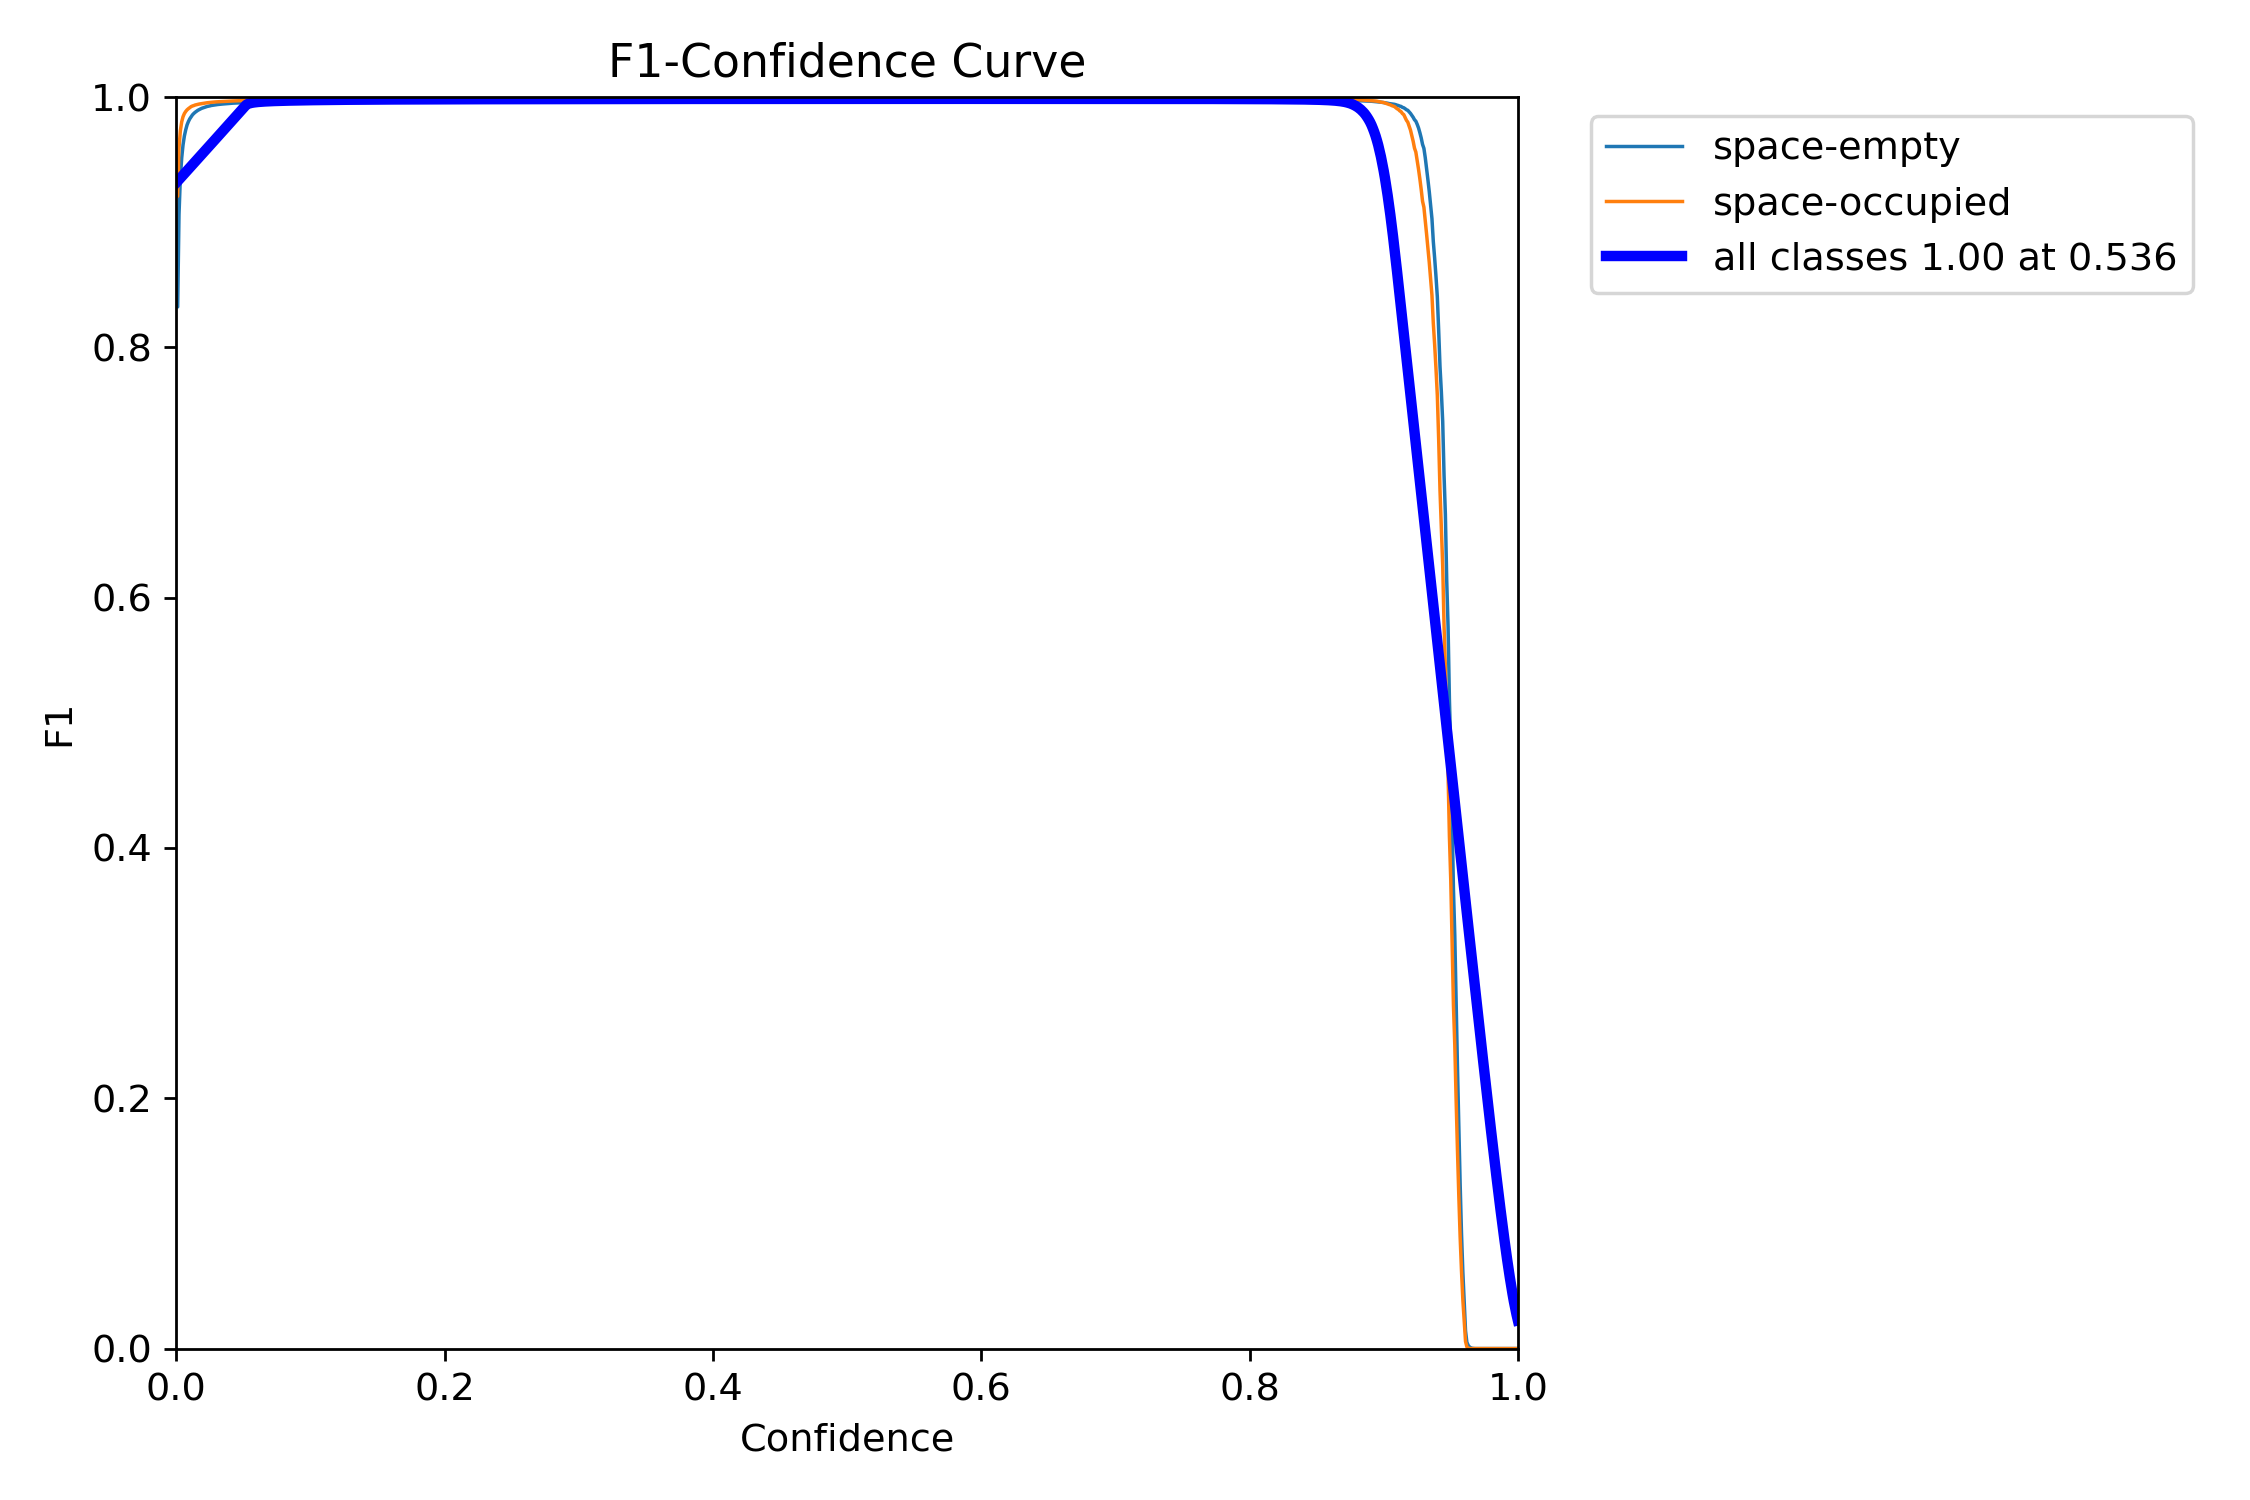 F1-Confidence Curve
1.0
0.8
0.6
0.4
0.2
0.0
F1
0.0 0.2 0.4 0.6 0.8 1.0
Confidence
space-empty
space-occupied
all classes 1.00 at 0.536